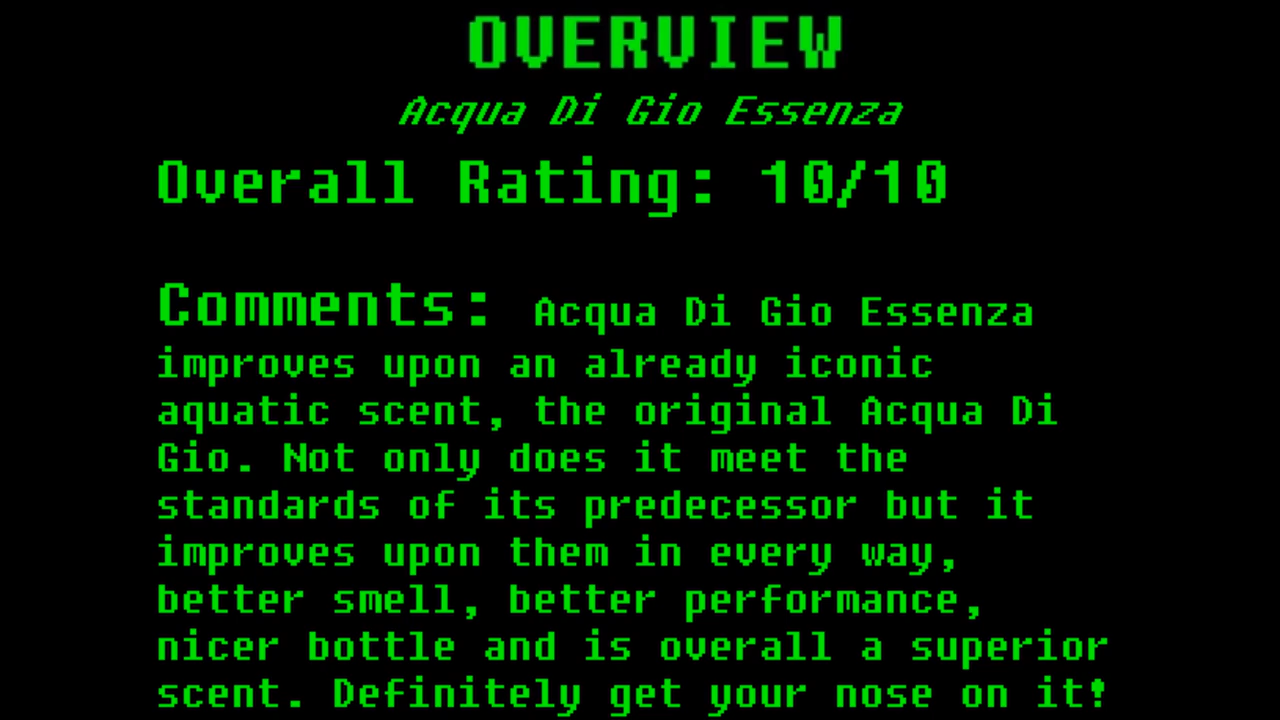 OVERVIEW
Acqua Di Gio Essenza
Overall Rating: 10/10
Comments: Acqua Di Gio Essenza
improves upon an already iconic
aquatic scent, the original Acqua Di
Gio. Not only does it meet the
standards of its predecessor but it
improves upon them in every way,
better smell, better performance,
nicer bottle and is overall a superior
scent. Definitely get your nose on it!